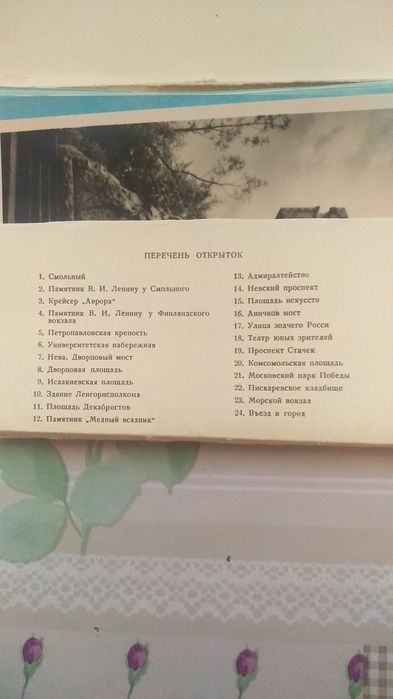 ПЕРЕЧЕНЬ ОТКРЫТОК
1. Смольный
2. Памятник В. И. Ленину у Смольного
3. Крейсер „Аврора“
4. Памятник В. И. Ленину у Финляндского
вокзала
5. Петропавловская крепость
6. Университетская набережная
7. Нева. Дворцовый мост
8. Дворцовая площадь
9. Исаакиевская площадь
10. Здание Ленгорисполкома
11. Площадь Декабристов
12. Памятник „Медный всадник“
13. Адмиралтейство
14. Невский проспект
15. Площадь искусств
16. Аничков мост
17. Улица зодчего Росси
18. Театр юных зрителей
19. Проспект Стачек
20. Комсомольская площадь
21. Московский парк Победы
22. Пискаревское кладбище
23. Морской вокзал
24. Въезд в город